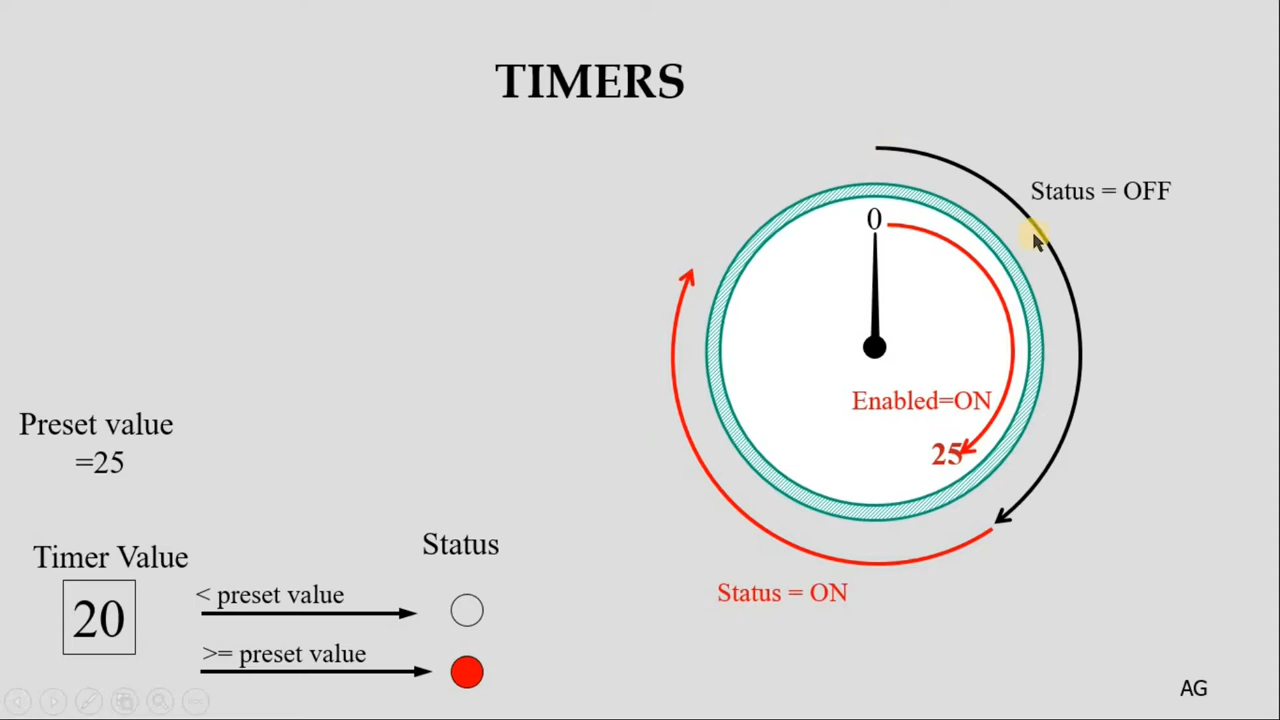 TIMERS
Status = OFF
0
Enabled=ON
25
Preset value
=25
Status
Timer Value
20
< preset value
>= preset value
Status = ON
AG